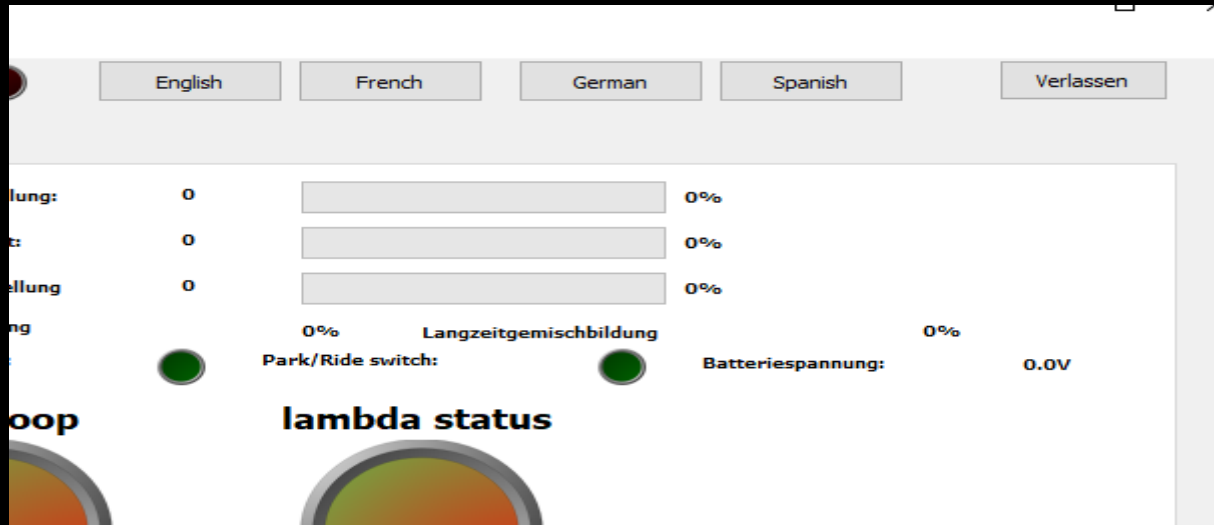 English French German Spanish Verlassen
lung: 0 0%
t: 0 0%
ellung 0 0%
ng 0% Langzeitgemischbildung 0%
: Park/Ride switch: Batteriespannung: 0.0V
oop lambda status